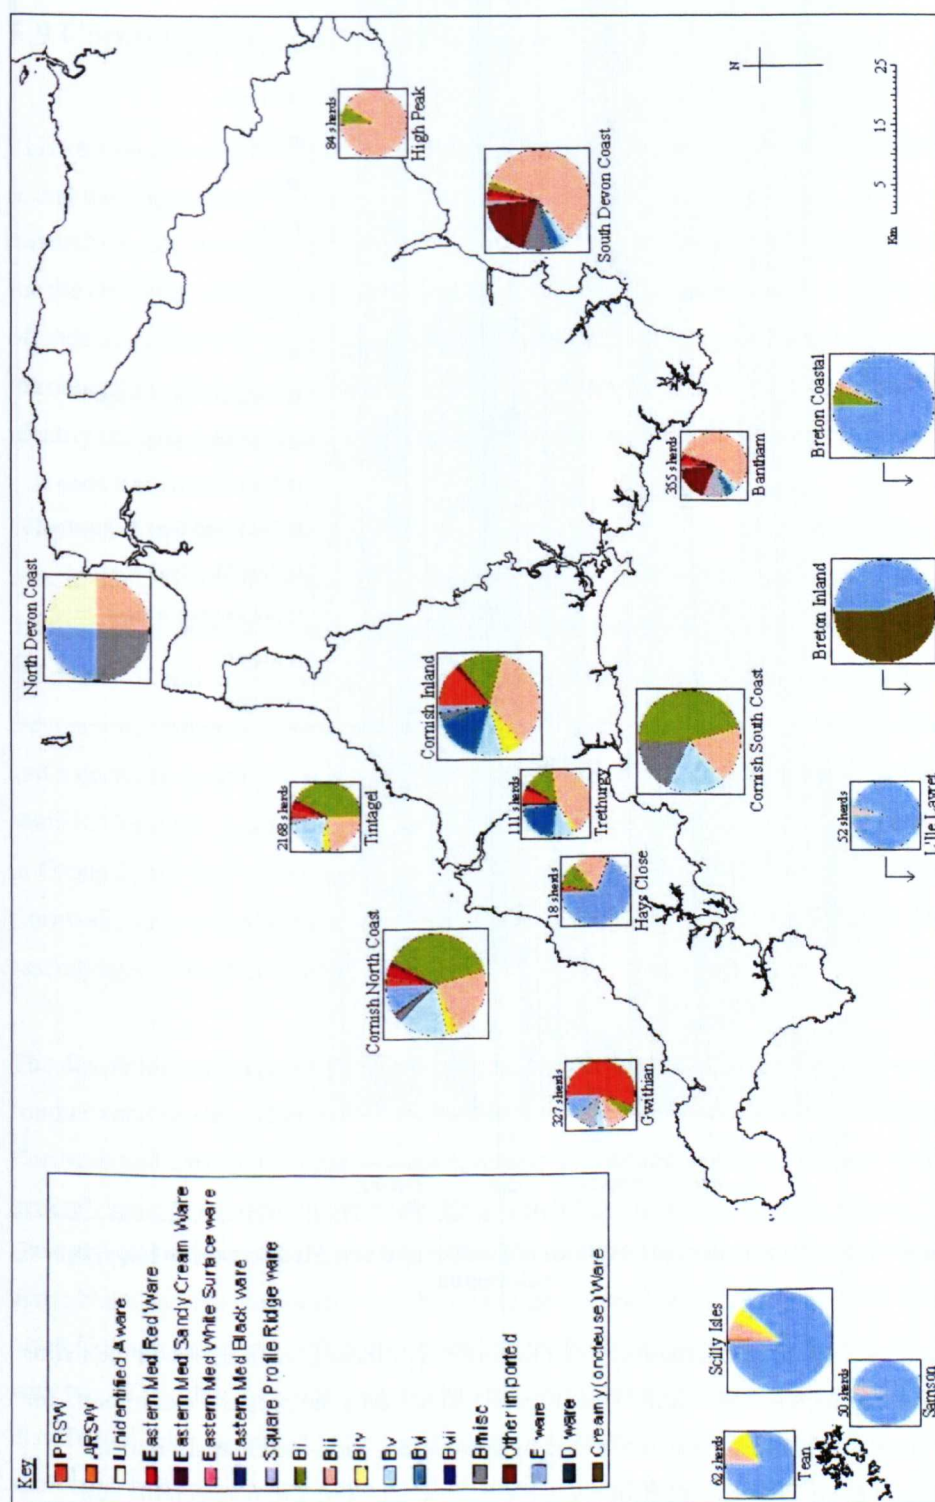 Key
PRSW
ARSW
Unidentified A ware
Eastern Med Red Ware
Eastern Med Sandy Cream Ware
Eastern Med White Surface ware
Eastern Med Black ware
Square Profile Ridge ware
Bi
Bii
Biv
Bv
Bvi
Bmisc
Other imported
E ware
D ware
Creamy (oncteuse) Ware
North Devon Coast
84 sherds
High Peak
South Devon Coast
2168 sherds
Tintagel
Cornish Inland
111 sherds
Trethurgy
18 sherds
Hays Close
Cornish North Coast
327 sherds
Gwithian
Cornish South Coast
355 sherds
Bantham
Scilly Isles
62 sherds
Tean
30 sherds
Samson
52 sherds
L'ile Lavret
Breton Inland
Breton Coastal
N
Km
5
15
25